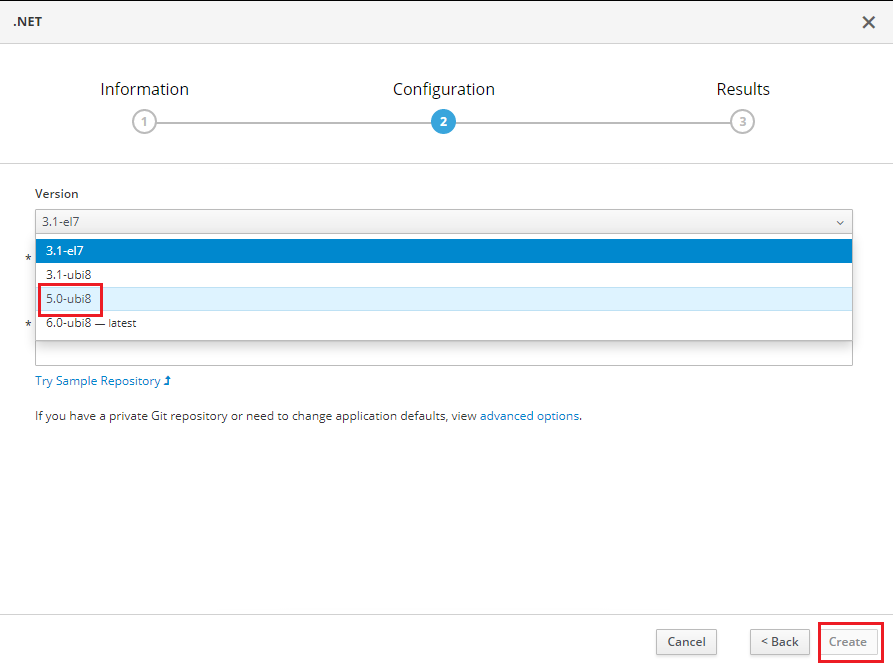 .NET
Information Configuration Results
1 2 3
Version
3.1-el7
3.1-el7
*
3.1-ubi8
5.0-ubi8
* 6.0-ubi8 — latest
Try Sample Repository
If you have a private Git repository or need to change application defaults, view advanced options.
Cancel < Back Create